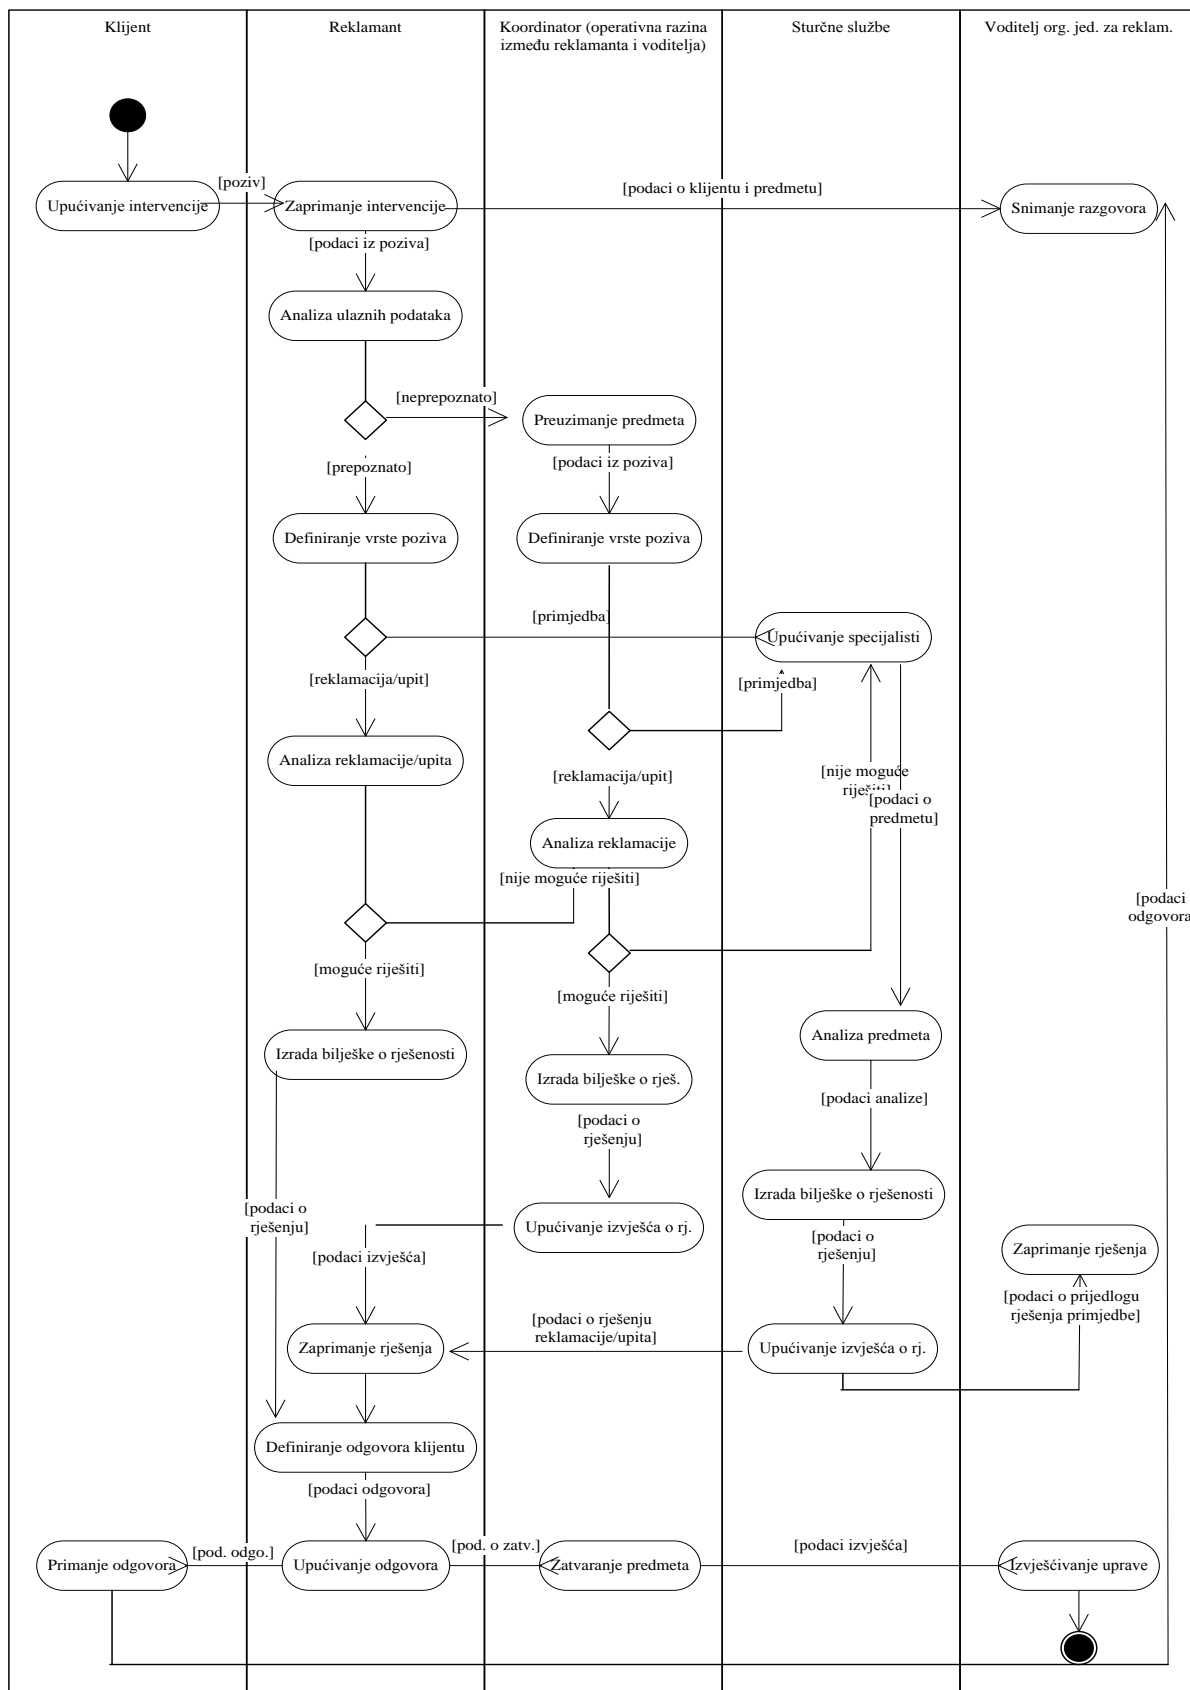 Klijent
Reklamant
Koordinator (operativna razina
između reklamanta i voditelja)
Sturčne službe
Voditelj org. jed. za reklam.
[poziv]
[podaci o klijentu i predmetu]
Upućivanje intervencije
Zaprimanje intervencije
Snimanje razgovora
[podaci iz poziva]
Analiza ulaznih podataka
[neprepoznato]
Preuzimanje predmeta
[prepoznato]
[podaci iz poziva]
Definiranje vrste poziva
Definiranje vrste poziva
[primjedba]
Upućivanje specijalisti
[reklamacija/upit]
[primjedba]
Analiza reklamacije/upita
[reklamacija/upit]
[nije moguće
riješiti]
[podaci o
predmetu]
Analiza reklamacije
[nije moguće riješiti]
[podaci
odgovora
[moguće riješiti]
[moguće riješiti]
Analiza predmeta
Izrada bilješke o rješenosti
Izrada bilješke o rješ.
[podaci analize]
[podaci o
rješenju]
Izrada bilješke o rješenosti
[podaci o
rješenju]
Upućivanje izvješća o rj.
[podaci o
rješenju]
Zaprimanje rješenja
[podaci izvješća]
[podaci o prijedlogu
rješenja primjedbe]
[podaci o rješenju
reklamacije/upita]
Zaprimanje rješenja
Upućivanje izvješća o rj.
Definiranje odgovora klijentu
[podaci odgovora]
[pod. odgo.]
[pod. o zatv.]
[podaci izvješća]
Primanje odgovora
Upućivanje odgovora
Zatvaranje predmeta
Izvješćivanje uprave